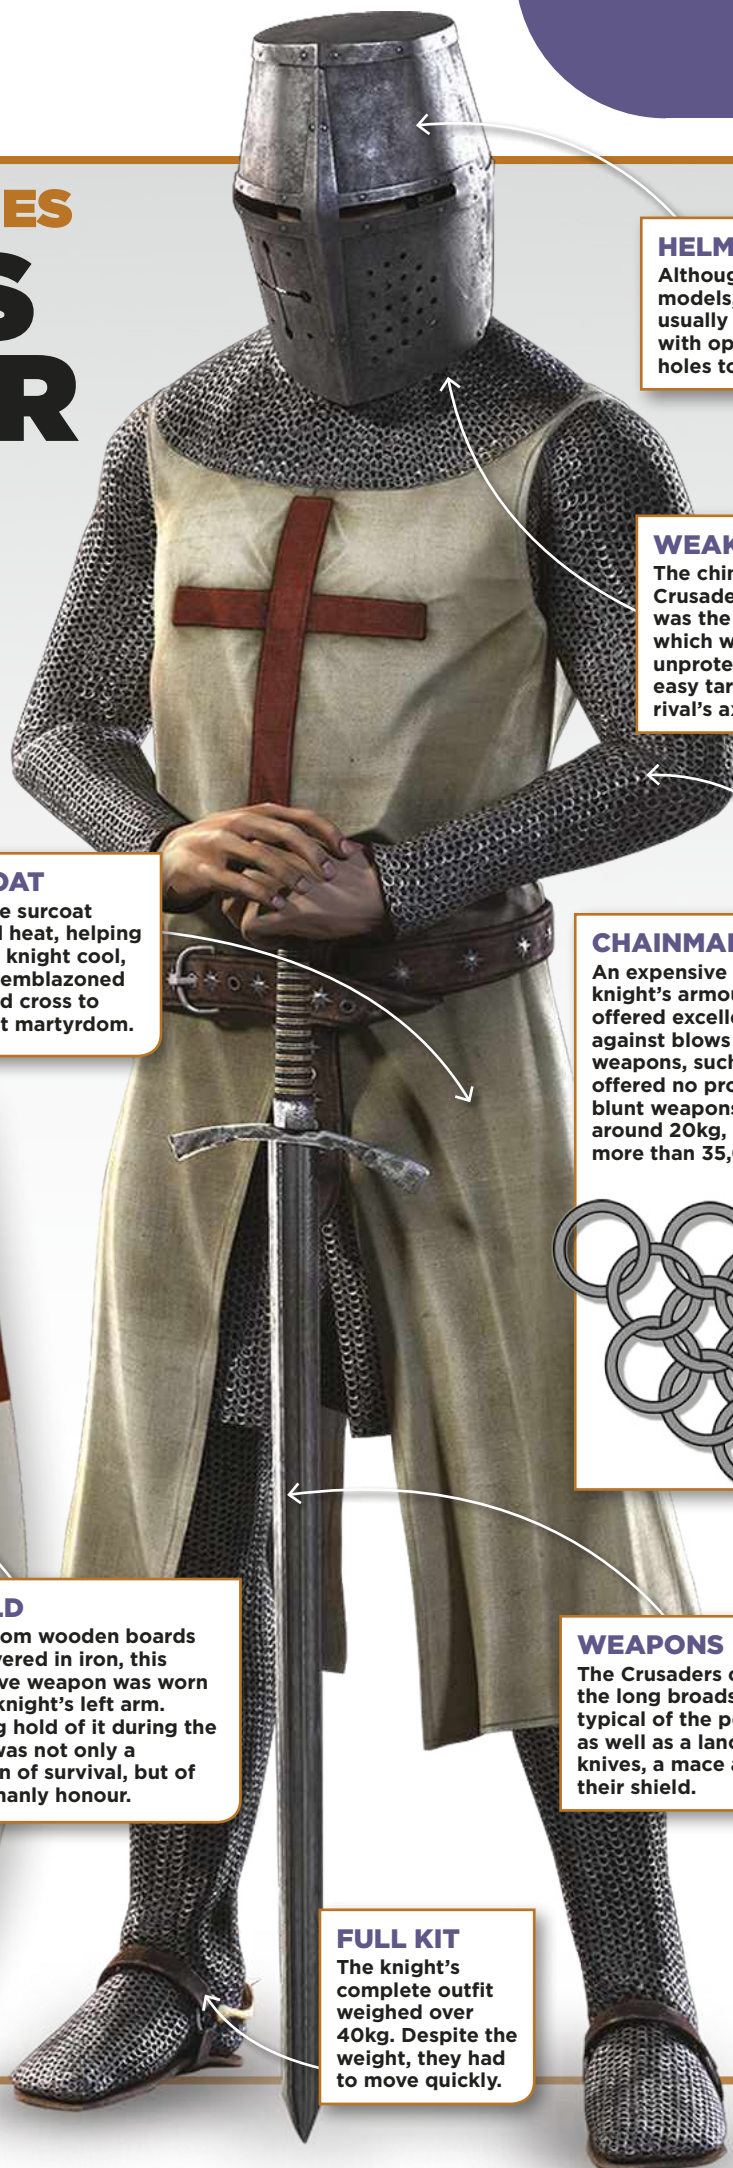 ES
S
R
HELM
Althoug
models,
usually
with op
holes to
WEAK
The chin
Crusade
was the
which w
unprote
easy tar
rival's ax
OAT
e surcoat
d heat, helping
knight cool,
emblazoned
d cross to
t martyrdom.
CHAINMAI
An expensive
knight's armou
offered excelle
against blows
weapons, such
offered no pro
blunt weapons
around 20kg,
more than 35,0
LD
om wooden boards
vered in iron, this
ve weapon was worn
knight's left arm.
g hold of it during the
was not only a
n of survival, but of
manly honour.
WEAPONS
The Crusaders c
the long broads
typical of the pe
as well as a lanc
knives, a mace a
their shield.
FULL KIT
The knight's
complete outfit
weighed over
40kg. Despite the
weight, they had
to move quickly.